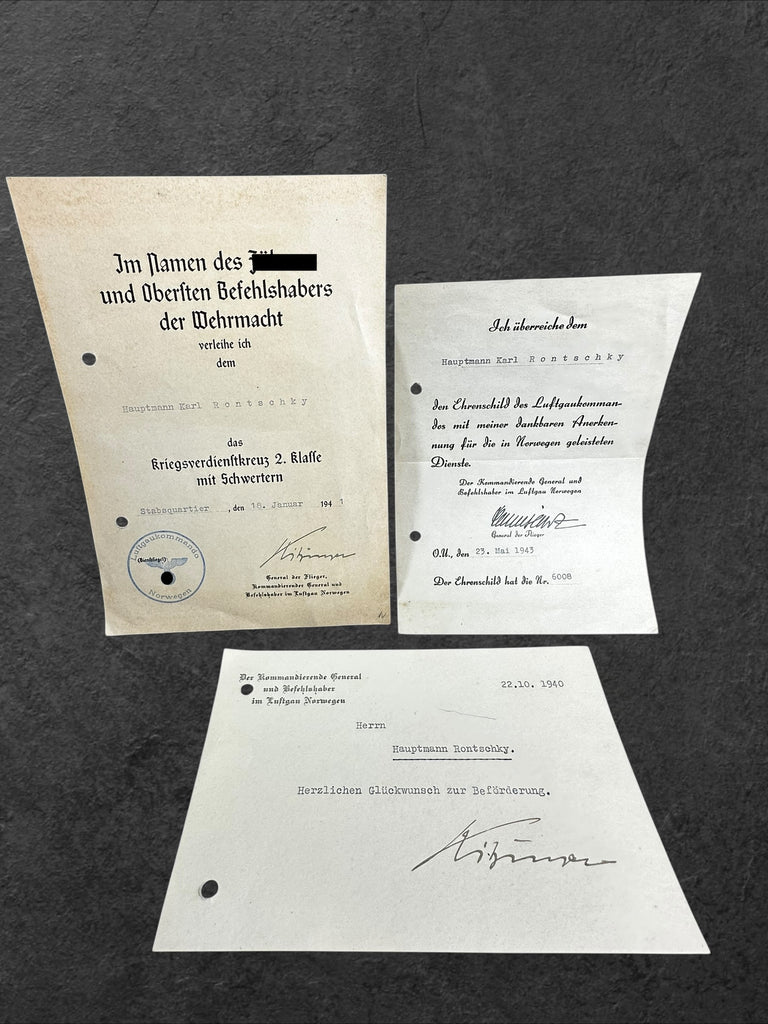 Im Namen des
und Obersten Befehlshabers
der Wehrmacht
verleihe ich
dem
Hauptmann Karl Rontschky
das
Kriegsverdienstkreuz 2. Klasse
mit Schwertern
Stabsquartier, den 18. Januar 1941
Luftgaukommando
(Dienstsiegel)
Norwegen
Kitzinger
General der Flieger,
Kommandierender General und
Befehlshaber im Luftgau Norwegen
Ich überreiche dem
Hauptmann Karl Rontschky
den Ehrenschild des Luftgaukomman-
dos mit meiner dankbaren Anerken-
nung für die in Norwegen geleisteten
Dienste.
Der Kommandierende General und
Befehlshaber im Luftgau Norwegen
General der Flieger
O.U., den 23. Mai 1943
Der Ehrenschild hat die Nr. 6008
Der Kommandierende General
und Befehlshaber
im Luftgau Norwegen
22.10. 1940
Herrn
Hauptmann Rontschky.
Herzlichen Glückwunsch zur Beförderung.
Kitzinger